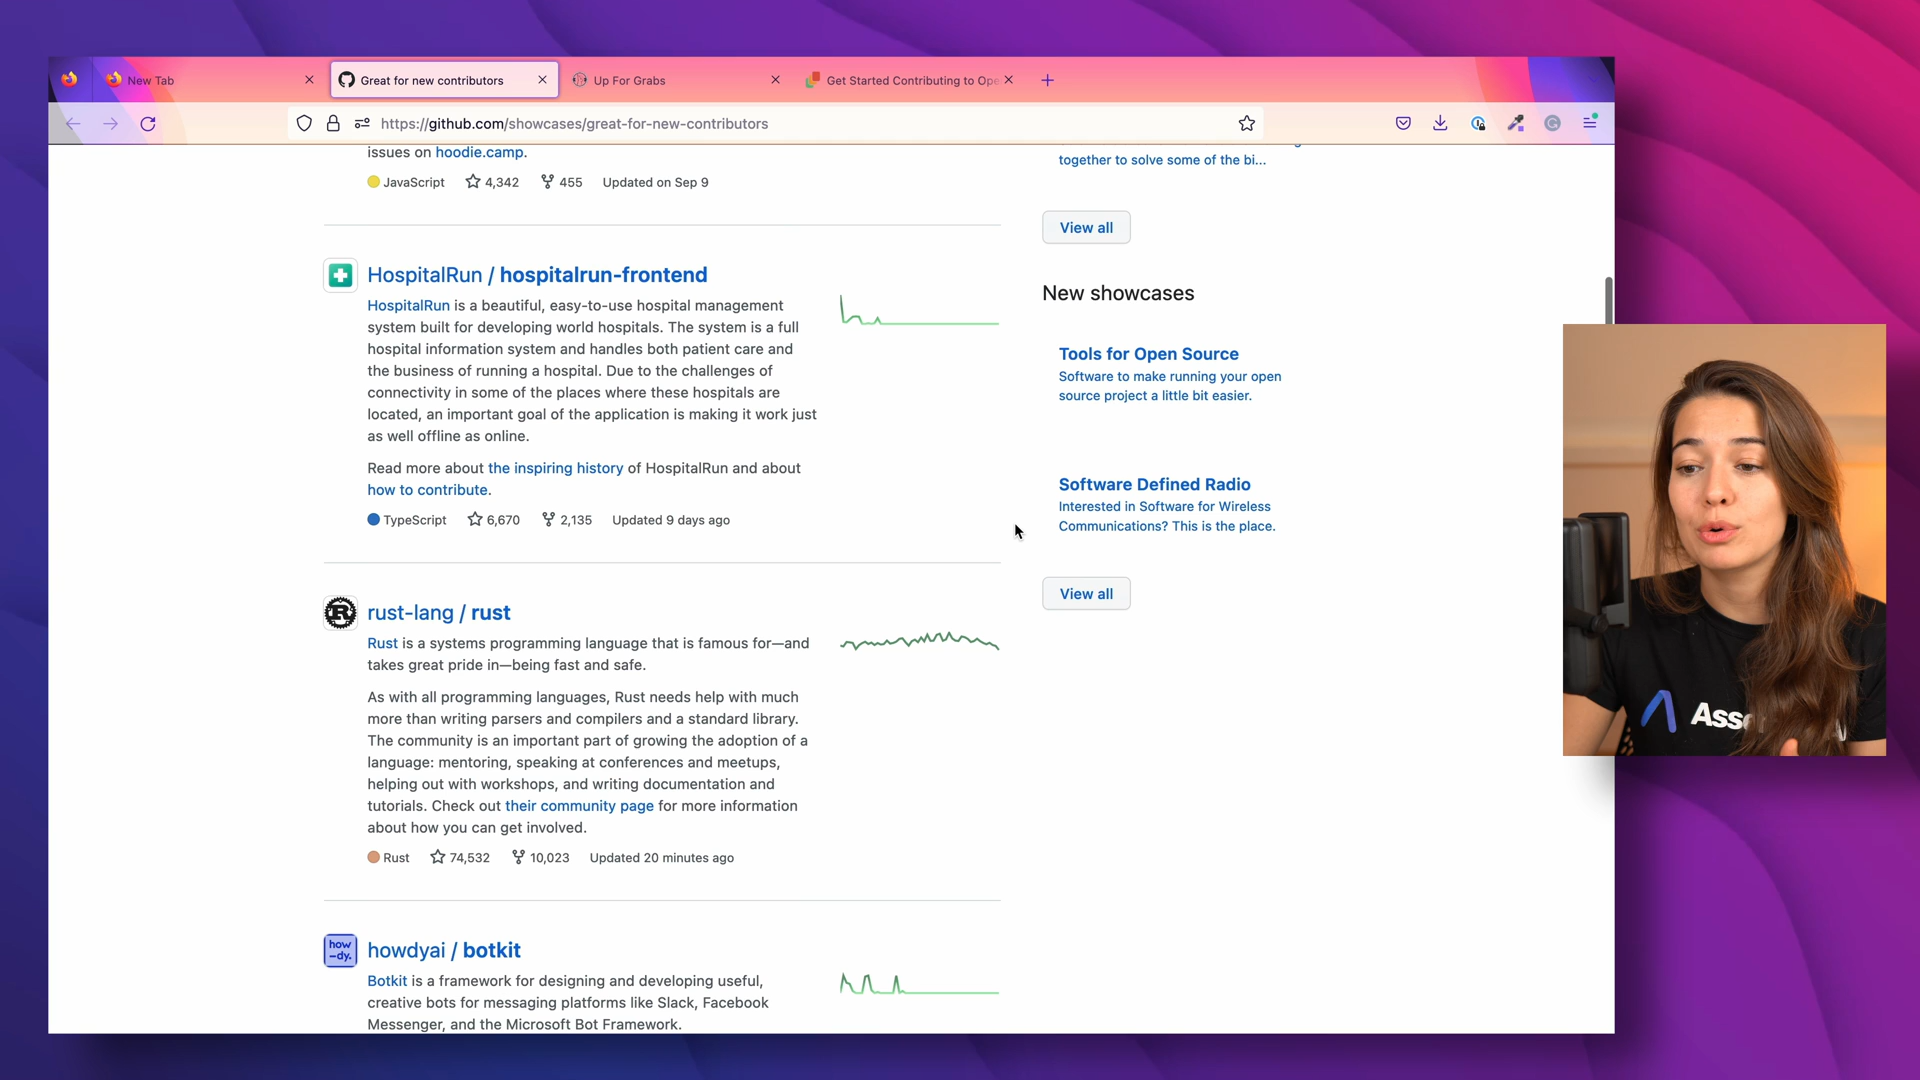 New Tab
Great for new contributors
Up For Grabs
Get Started Contributing to Ope
https://github.com/showcases/great-for-new-contributors
issues on hoodie.camp.
JavaScript 4,342 455 Updated on Sep 9
HospitalRun / hospitalrun-frontend
HospitalRun is a beautiful, easy-to-use hospital management
system built for developing world hospitals. The system is a full
hospital information system and handles both patient care and
the business of running a hospital. Due to the challenges of
connectivity in some of the places where these hospitals are
located, an important goal of the application is making it work just
as well offline as online.
Read more about the inspiring history of HospitalRun and about
how to contribute.
TypeScript 6,670 2,135 Updated 9 days ago
R
rust-lang / rust
Rust is a systems programming language that is famous for—and
takes great pride in—being fast and safe.
As with all programming languages, Rust needs help with much
more than writing parsers and compilers and a standard library.
The community is an important part of growing the adoption of a
language: mentoring, speaking at conferences and meetups,
helping out with workshops, and writing documentation and
tutorials. Check out their community page for more information
about how you can get involved.
Rust 74,532 10,023 Updated 20 minutes ago
how
-dy.
howdyai / botkit
Botkit is a framework for designing and developing useful,
creative bots for messaging platforms like Slack, Facebook
Messenger, and the Microsoft Bot Framework.
together to solve some of the bi...
View all
New showcases
Tools for Open Source
Software to make running your open
source project a little bit easier.
Software Defined Radio
Interested in Software for Wireless
Communications? This is the place.
View all